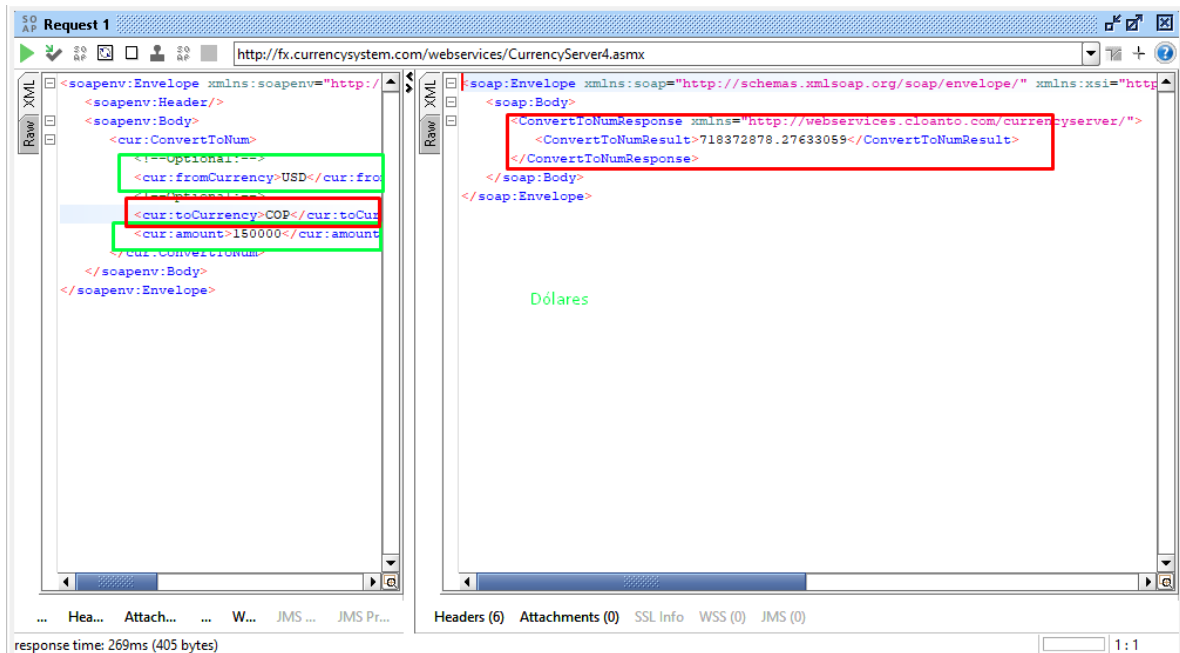 SO AP Request 1
http://fx.currencysystem.com/webservices/CurrencyServer4.asmx
XML
Raw
<soapenv:Envelope xmlns:soapenv="http:/
<soapenv:Header/>
<soapenv:Body>
<cur:ConvertToNum>
<!--Optional:-->
<cur:fromCurrency>USD</cur:fro
<!--Optional:-->
<cur:toCurrency>COP</cur:toCur
<cur:amount>150000</cur:amount
</cur:ConvertToNum>
</soapenv:Body>
</soapenv:Envelope>
XML
Raw
<soap:Envelope xmlns:soap="http://schemas.xmlsoap.org/soap/envelope/" xmlns:xsi="http
<soap:Body>
<ConvertToNumResponse xmlns="http://webservices.cloanto.com/currencyserver/">
<ConvertToNumResult>718372878.27633059</ConvertToNumResult>
</ConvertToNumResponse>
</soap:Body>
</soap:Envelope>
Dólares
... Hea... Attach... ... W... JMS ... JMS Pr...
Headers (6) Attachments (0) SSL Info WSS (0) JMS (0)
response time: 269ms (405 bytes)
1 : 1